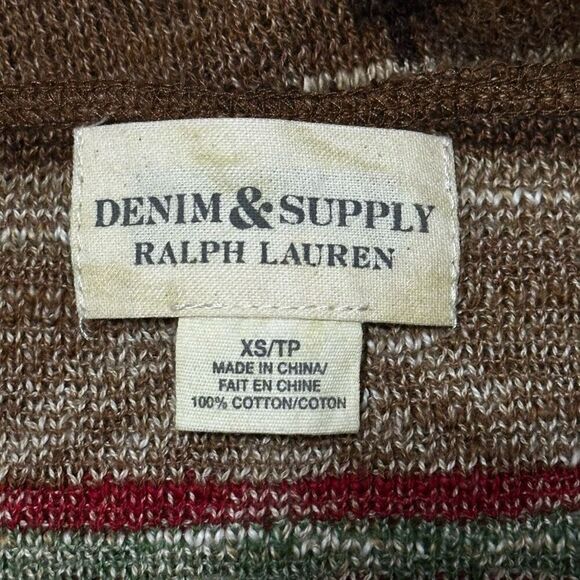 DENIM & SUPPLY
RALPH LAUREN
XS/TP
MADE IN CHINA/
FAIT EN CHINE
100% COTTON/COTON